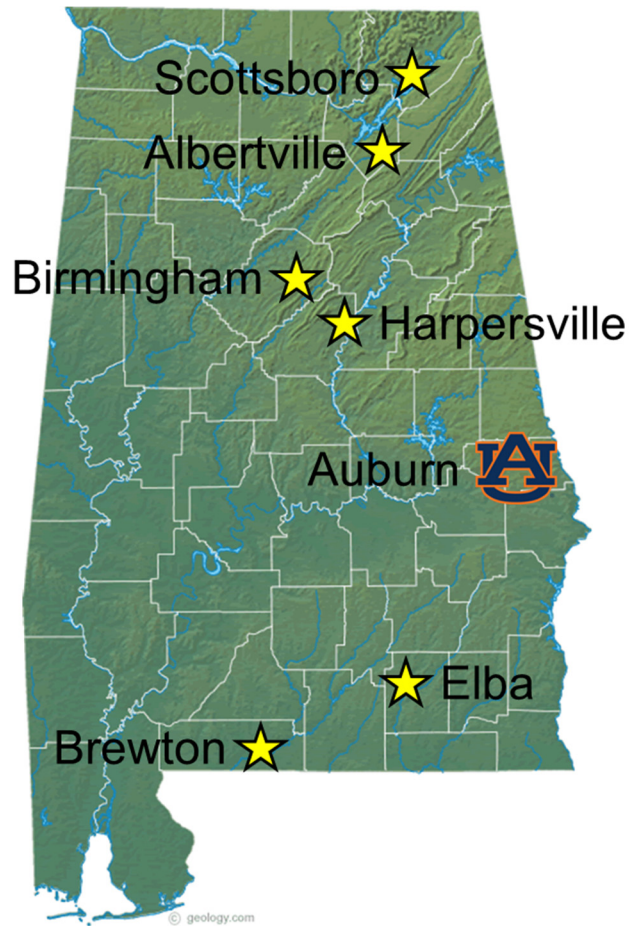 Scottsboro
Albertville
Birmingham
Harpersville
Auburn
AU
Elba
Brewton
© geology.com